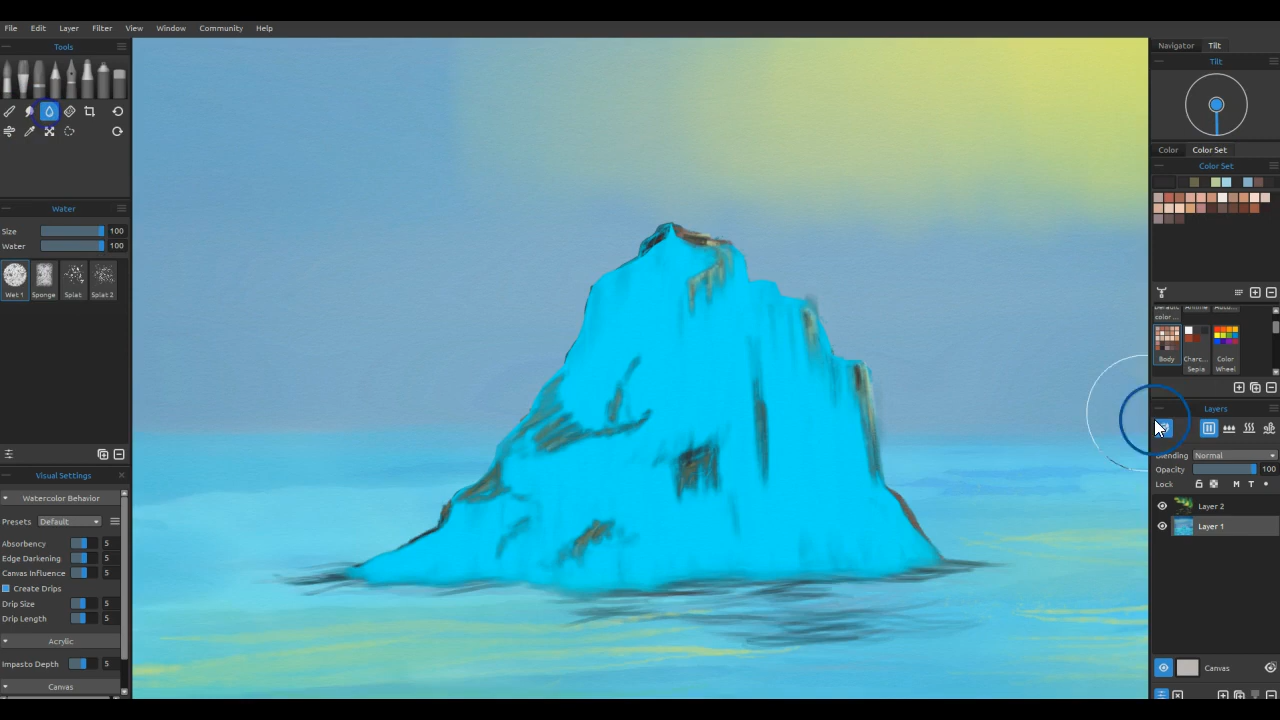 File Edit Layer Filter View Window Community Help
Tools
Water
Size 100
Water 100
Wet 1 Sponge Splat Splat 2
Visual Settings
Watercolor Behavior
Presets Default
Absorbency 5
Edge Darkening 5
Canvas Influence 5
Create Drips
Drip Size 5
Drip Length 5
Acrylic
Impasto Depth 5
Canvas
Navigator Tilt
Tilt
Color Color Set
Color Set
color ...
Body Charc... Color
Sepia Wheel
Layers
Blending Normal
Opacity 100
Lock M T
Layer 2
Layer 1
Canvas